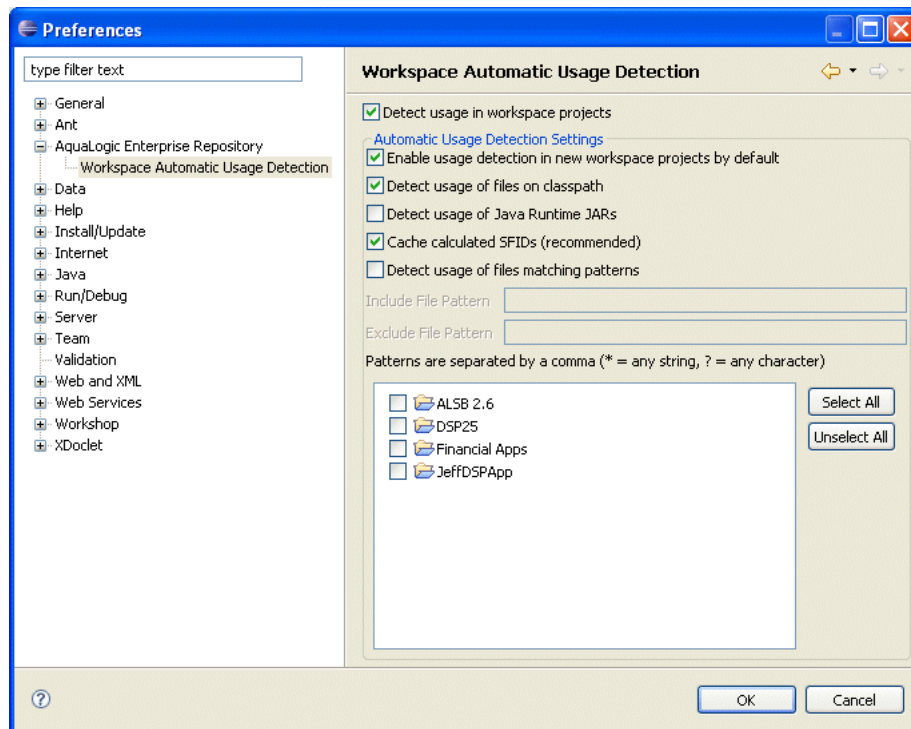 Preferences
type filter text
General
Ant
AquaLogic Enterprise Repository
Workspace Automatic Usage Detection
Data
Help
Install/Update
Internet
Java
Run/Debug
Server
Team
Validation
Web and XML
Web Services
Workshop
XDoclet
Workspace Automatic Usage Detection
Detect usage in workspace projects
Automatic Usage Detection Settings
Enable usage detection in new workspace projects by default
Detect usage of files on classpath
Detect usage of Java Runtime JARs
Cache calculated SFIDs (recommended)
Detect usage of files matching patterns
Include File Pattern
Exclude File Pattern
Patterns are separated by a comma (* = any string, ? = any character)
ALSB 2.6
DSP25
Financial Apps
JeffDSPApp
Select All
Unselect All
OK
Cancel